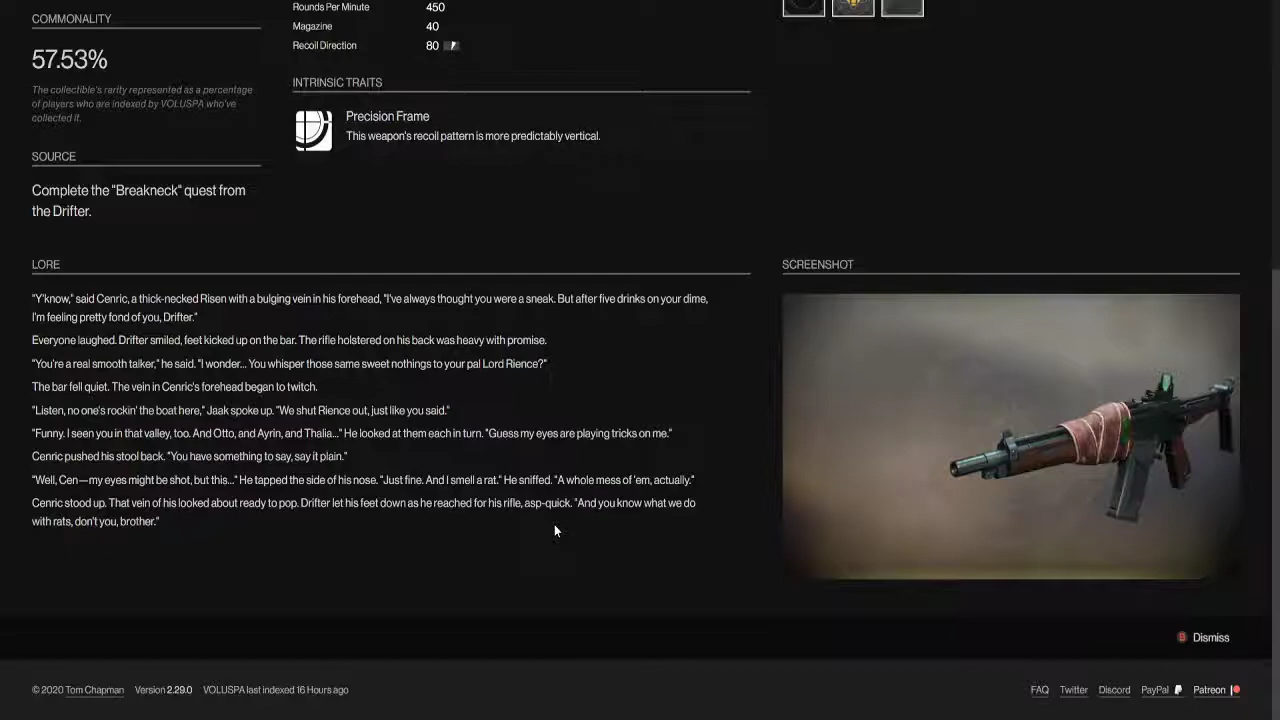 COMMONALITY
57.53%
The collectible's rarity represented as a percentage
of players who are indexed by VOLUSPA who've
collected it.
SOURCE
Complete the "Breakneck" quest from
the Drifter.
Rounds Per Minute 450
Magazine 40
Recoil Direction 80
INTRINSIC TRAITS
Precision Frame
This weapon's recoil pattern is more predictably vertical.
LORE
"Y'know," said Cenric, a thick-necked Risen with a bulging vein in his forehead, "I've always thought you were a sneak. But after five drinks on your dime,
I'm feeling pretty fond of you, Drifter."
Everyone laughed. Drifter smiled, feet kicked up on the bar. The rifle holstered on his back was heavy with promise.
"You're a real smooth talker," he said. "I wonder... You whisper those same sweet nothings to your pal Lord Rience?"
The bar fell quiet. The vein in Cenric's forehead began to twitch.
"Listen, no one's rockin' the boat here," Jaak spoke up. "We shut Rience out, just like you said."
"Funny. I seen you in that valley, too. And Otto, and Ayrin, and Thalia..." He looked at them each in turn. "Guess my eyes are playing tricks on me."
Cenric pushed his stool back. "You have something to say, say it plain."
"Well, Cen—my eyes might be shot, but this..." He tapped the side of his nose. "Just fine. And I smell a rat." He sniffed. "A whole mess of 'em, actually."
Cenric stood up. That vein of his looked about ready to pop. Drifter let his feet down as he reached for his rifle, asp-quick. "And you know what we do
with rats, don't you, brother."
SCREENSHOT
B Dismiss
© 2020 Tom Chapman Version 2.29.0 VOLUSPA last indexed 16 Hours ago
FAQ Twitter Discord PayPal Patreon